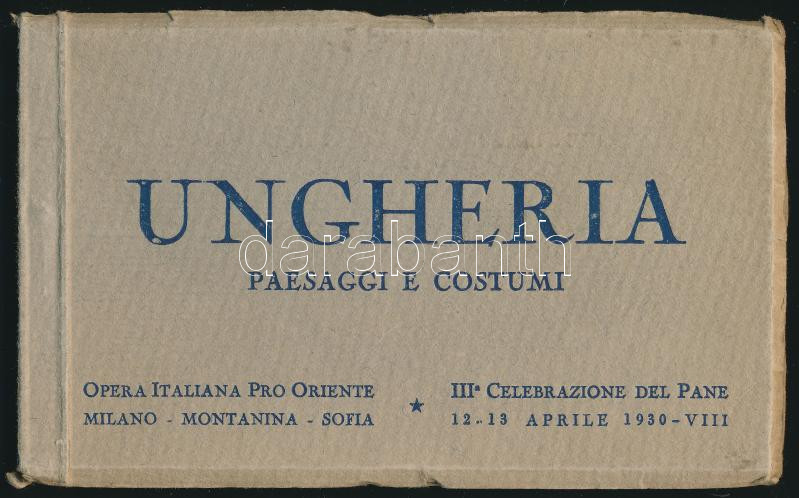 UNGHERIA
darabanth
PAESAGGI E COSTUMI
OPERA ITALIANA PRO ORIENTE
MILANO - MONTANINA - SOFIA
★
IIIª CELEBRAZIONE DEL PANE
12-13 APRILE 1930-VIII